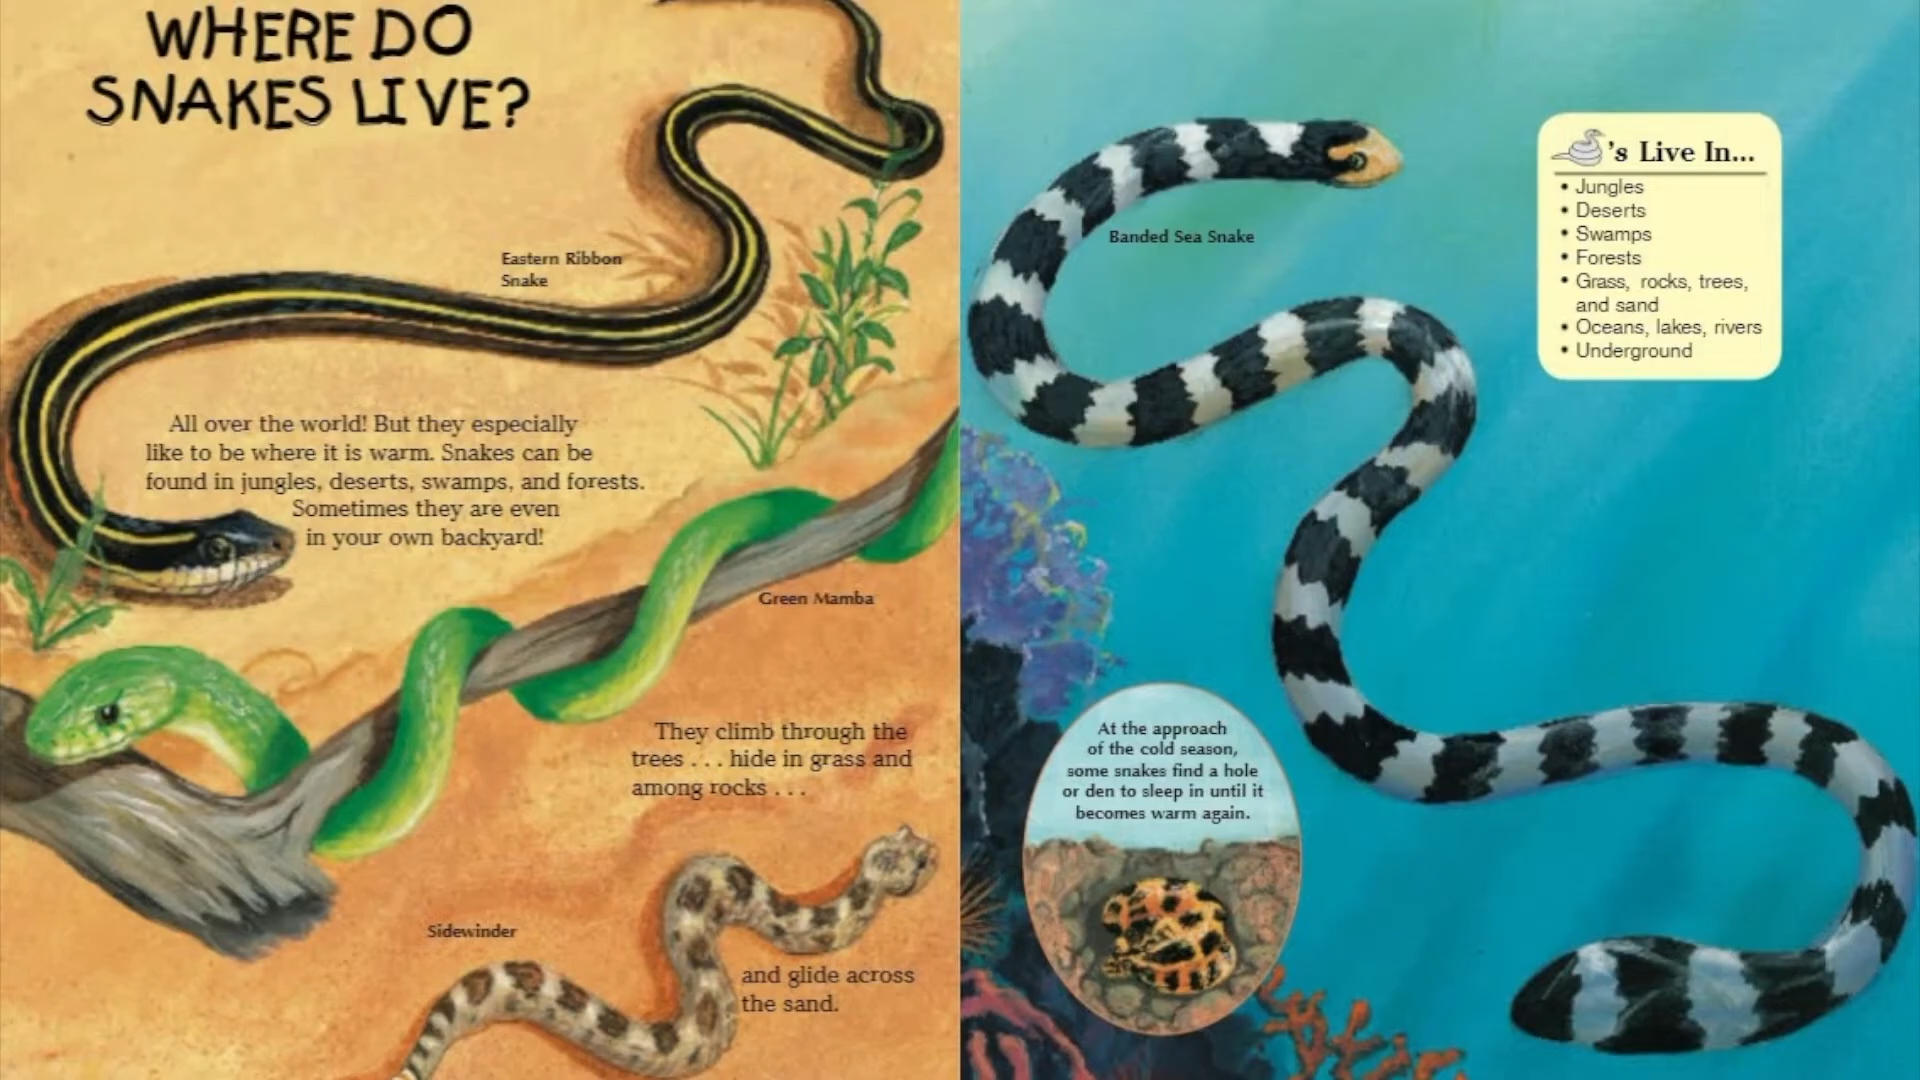 WHERE DO
SNAKES LIVE?
Eastern Ribbon
Snake
All over the world! But they especially
like to be where it is warm. Snakes can be
found in jungles, deserts, swamps, and forests.
Sometimes they are even
in your own backyard!
Green Mamba
They climb through the
trees . . . hide in grass and
among rocks . . .
Sidewinder
and glide across
the sand.
Banded Sea Snake
's Live In...
• Jungles
• Deserts
• Swamps
• Forests
• Grass, rocks, trees,
and sand
• Oceans, lakes, rivers
• Underground
At the approach
of the cold season,
some snakes find a hole
or den to sleep in until it
becomes warm again.